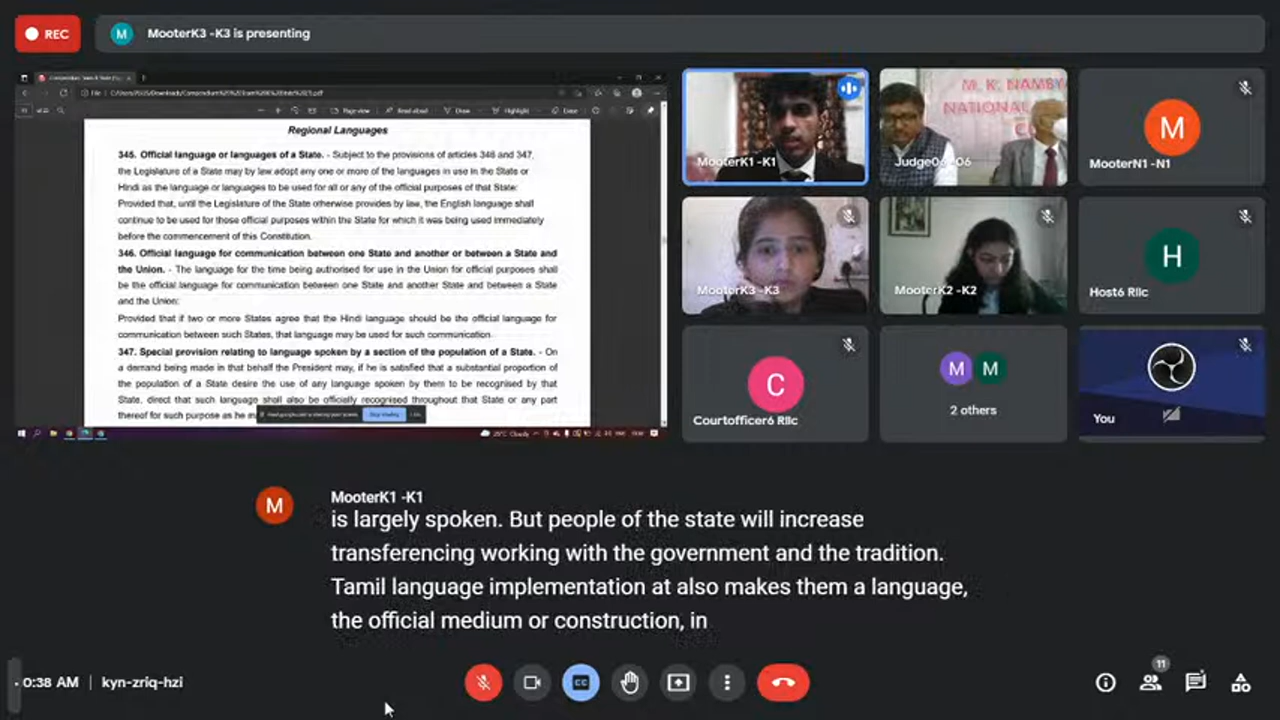 REC
M
MooterK3 -K3 is presenting
Regional Languages
345. Official language or languages of a State. - Subject to the provisions of articles 346 and 347,
the Legislature of a State may by law adopt any one or more of the languages in use in the State or
Hindi as the language or languages to be used for all or any of the official purposes of that State:
Provided that, until the Legislature of the State otherwise provides by law, the English language shall
continue to be used for those official purposes within the State for which it was being used immediately
before the commencement of this Constitution.
346. Official language for communication between one State and another or between a State and
the Union. - The language for the time being authorised for use in the Union for official purposes shall
be the official language for communication between one State and another State and between a State
and the Union:
Provided that if two or more States agree that the Hindi language should be the official language for
communication between such States, that language may be used for such communication.
347. Special provision relating to language spoken by a section of the population of a State. - On
a demand being made in that behalf the President may, if he is satisfied that a substantial proportion of
the population of a State desire the use of any language spoken by them to be recognised by that
State, direct that such language shall also be officially recognised throughout that State or any part
thereof for such purpose as he
MooterK1 -K1
M. K. NAMBY
NATIONAL
Judge06
M
MooterN1 -N1
MooterK3 -K3
MooterK2 -K2
H
Host6 Rllc
C
Courtofficer6 Rllc
M M
2 others
You
M
MooterK1 -K1
is largely spoken. But people of the state will increase
transferencing working with the government and the tradition.
Tamil language implementation at also makes them a language,
the official medium or construction, in
0:38 AM | kyn-zriq-hzi
CC
11